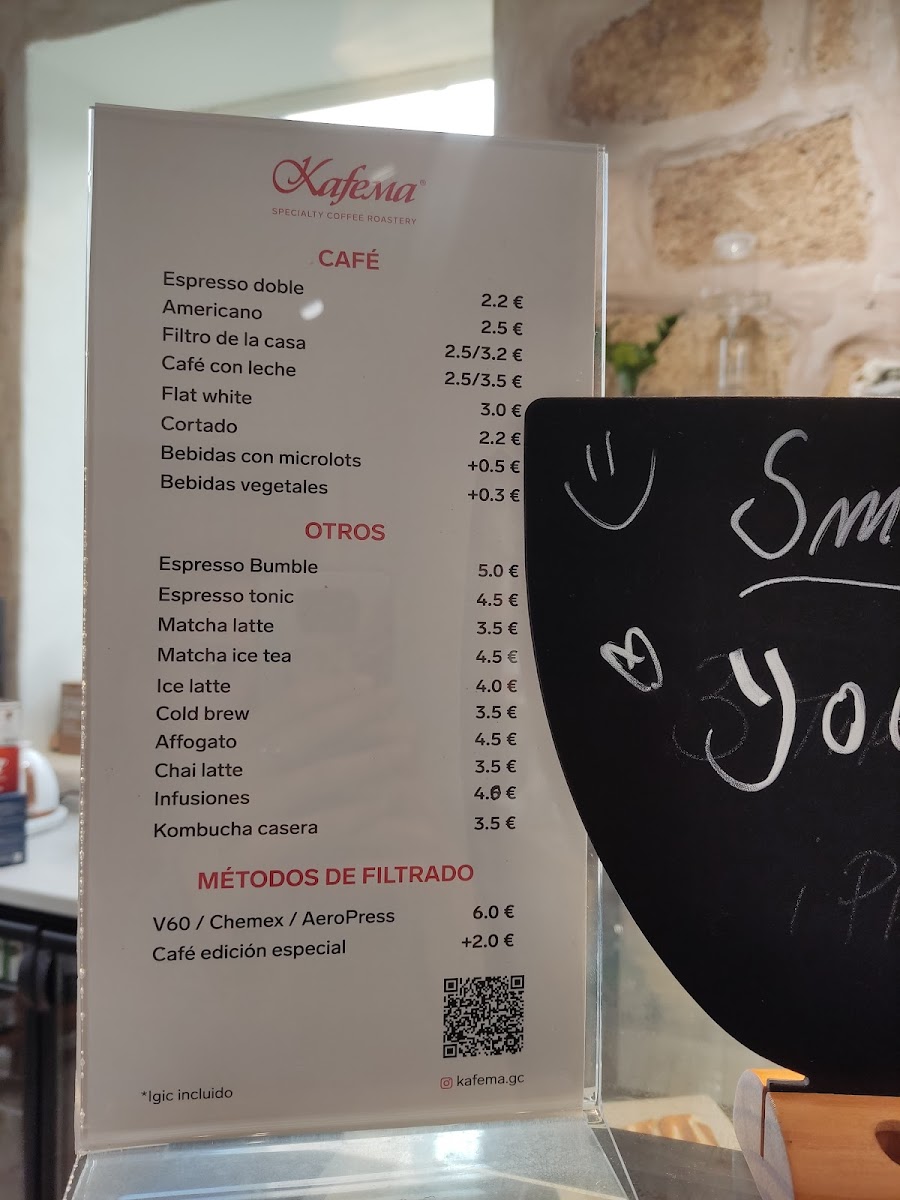 Kafema®
SPECIALTY COFFEE ROASTERY
CAFÉ
Espresso doble 2.2 €
Americano 2.5 €
Filtro de la casa 2.5/3.2 €
Café con leche 2.5/3.5 €
Flat white 3.0 €
Cortado 2.2 €
Bebidas con microlots +0.5 €
Bebidas vegetales +0.3 €
OTROS
Espresso Bumble 5.0 €
Espresso tonic 4.5 €
Matcha latte 3.5 €
Matcha ice tea 4.5 €
Ice latte 4.0 €
Cold brew 3.5 €
Affogato 4.5 €
Chai latte 3.5 €
Infusiones 4.0 €
Kombucha casera 3.5 €
MÉTODOS DE FILTRADO
V60 / Chemex / AeroPress 6.0 €
Café edición especial +2.0 €
kafema.gc
*Igic incluido
Sm
Yo